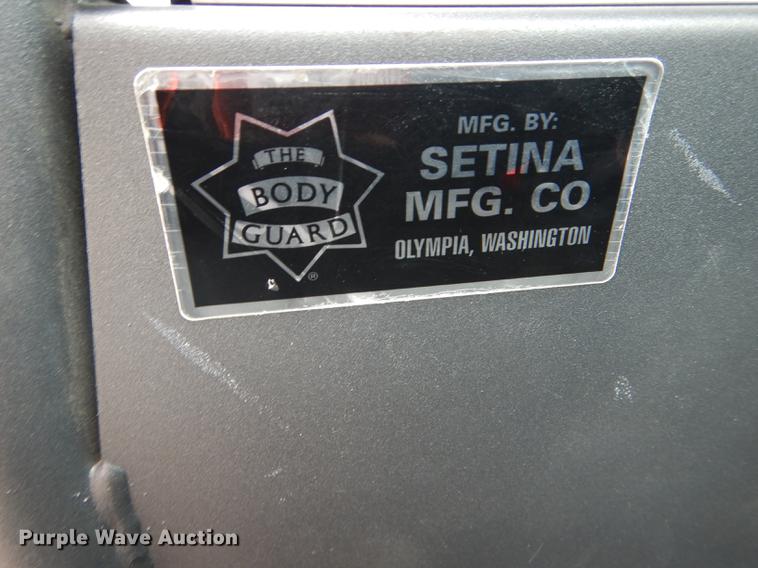 THE
BODY
GUARD
®
MFG. BY:
SETINA
MFG. CO
OLYMPIA, WASHINGTON
Purple Wave Auction